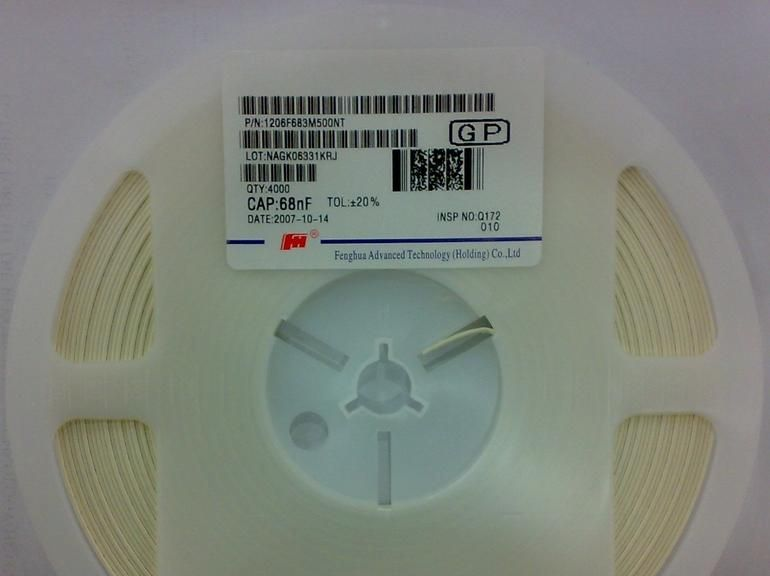 P/N:1206F683M500NT
GP
LOT:NAGK06331KRJ
QTY:4000
CAP:68nF TOL:±20%
DATE:2007-10-14
INSP NO:Q172
010
FH®
Fenghua Advanced Technology (Holding) Co.,Ltd